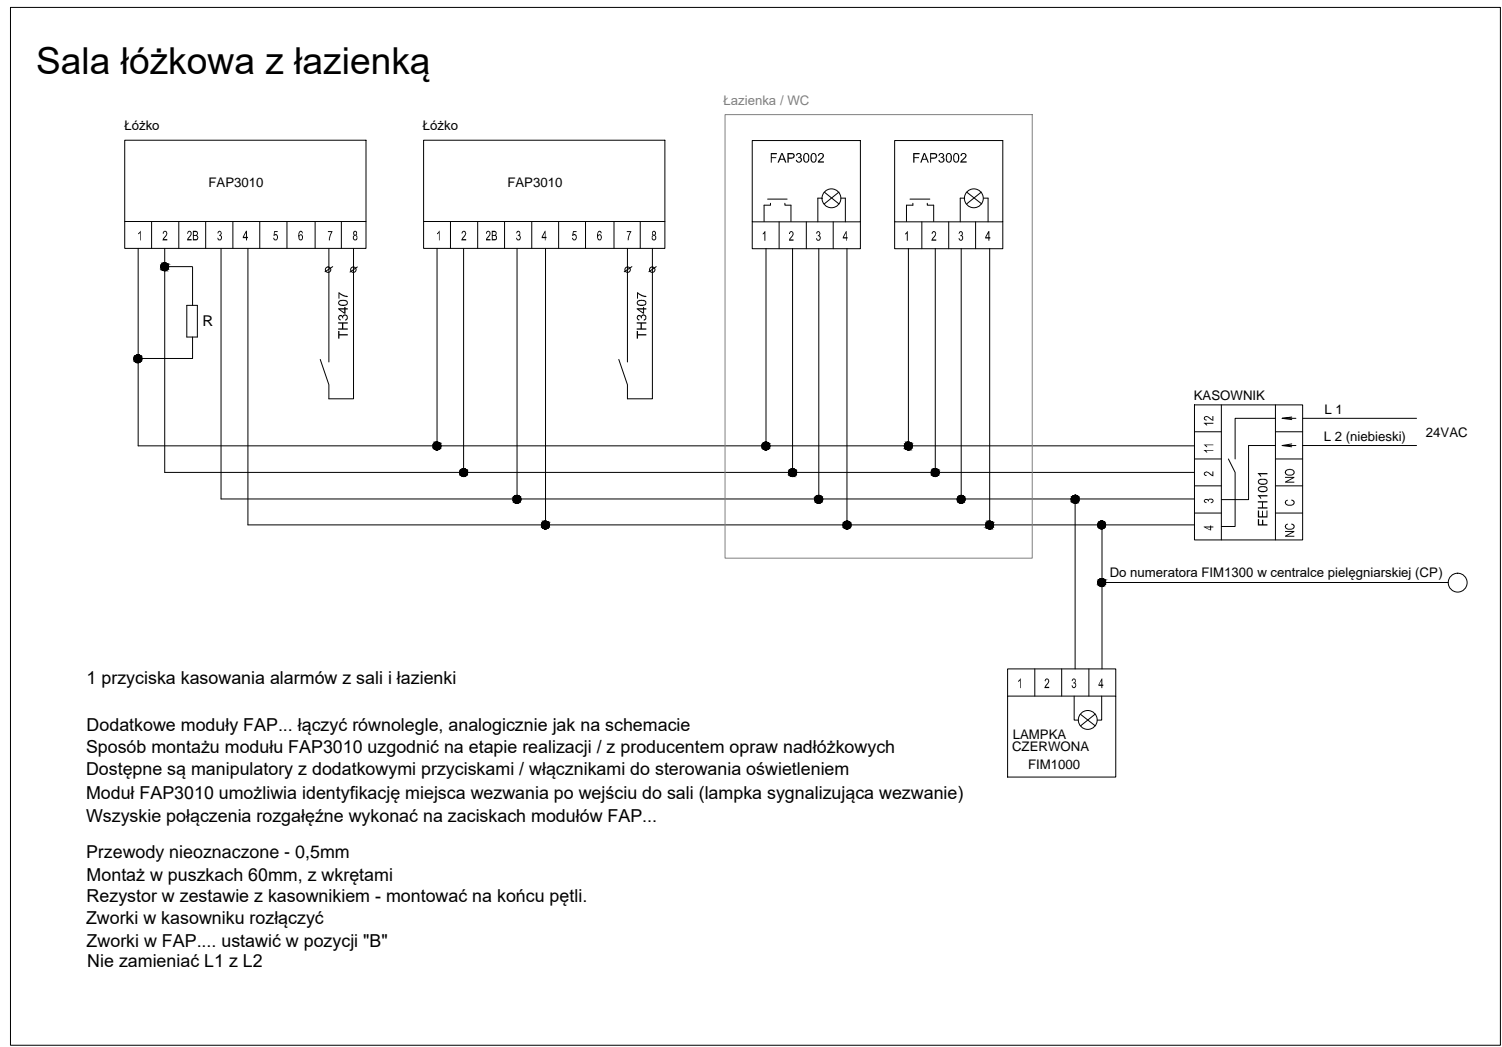 Sala łóżkowa z łazienką
Łazienka / WC
Łóżko
Łóżko
FAP3010
FAP3010
FAP3002
FAP3002
1 2 2B 3 4 5 6 7 8
1 2 2B 3 4 5 6 7 8
1 2 3 4
1 2 3 4
R
TH3407
TH3407
KASOWNIK
12
11
2
3
4
FEH1001
NO
C
NC
L 1
L 2 (niebieski)
24VAC
Do numeratora FIM1300 w centralce pielęgniarskiej (CP)
1 2 3 4
LAMPKA
CZERWONA
FIM1000
1 przyciska kasowania alarmów z sali i łazienki
Dodatkowe moduły FAP... łączyć równolegle, analogicznie jak na schemacie
Sposób montażu modułu FAP3010 uzgodnić na etapie realizacji / z producentem opraw nadłóżkowych
Dostępne są manipulatory z dodatkowymi przyciskami / włącznikami do sterowania oświetleniem
Moduł FAP3010 umożliwia identyfikację miejsca wezwania po wejściu do sali (lampka sygnalizująca wezwanie)
Wszyskie połączenia rozgałęźne wykonać na zaciskach modułów FAP...
Przewody nieoznaczone - 0,5mm
Montaż w puszkach 60mm, z wkrętami
Rezystor w zestawie z kasownikiem - montować na końcu pętli.
Zworki w kasowniku rozłączyć
Zworki w FAP.... ustawić w pozycji "B"
Nie zamieniać L1 z L2